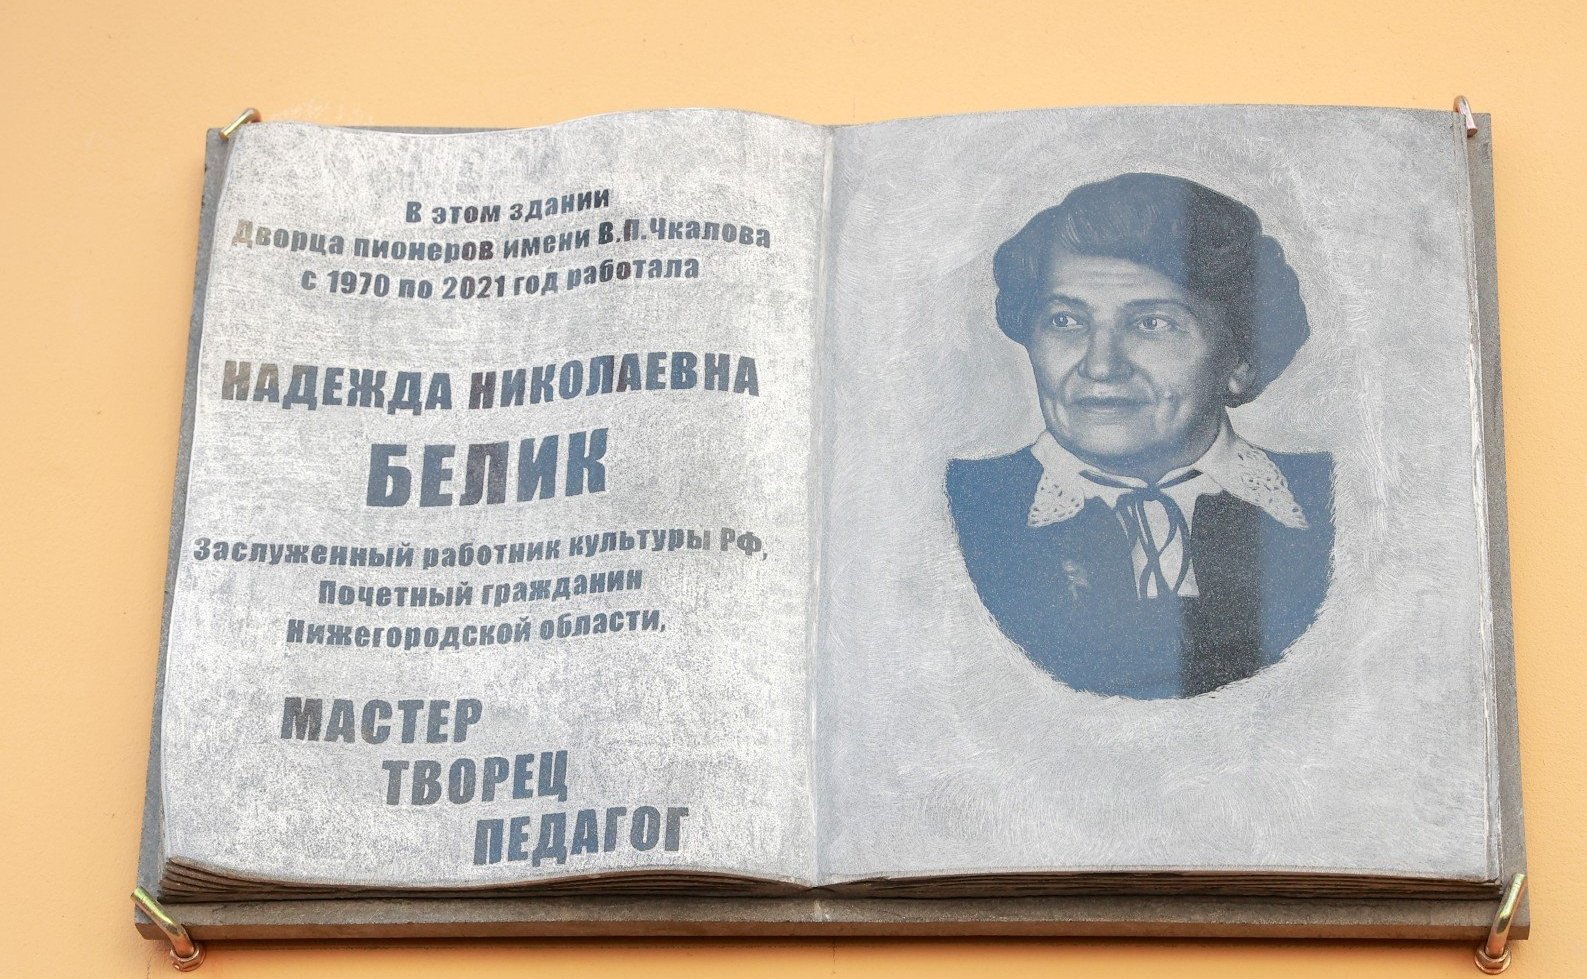 В этом здании
Дворца пионеров имени В.П.Чкалова
с 1970 по 2021 год работала
НАДЕЖДА НИКОЛАЕВНА
БЕЛИК
Заслуженный работник культуры РФ,
Почетный гражданин
Нижегородской области,
МАСТЕР
ТВОРЕЦ
ПЕДАГОГ